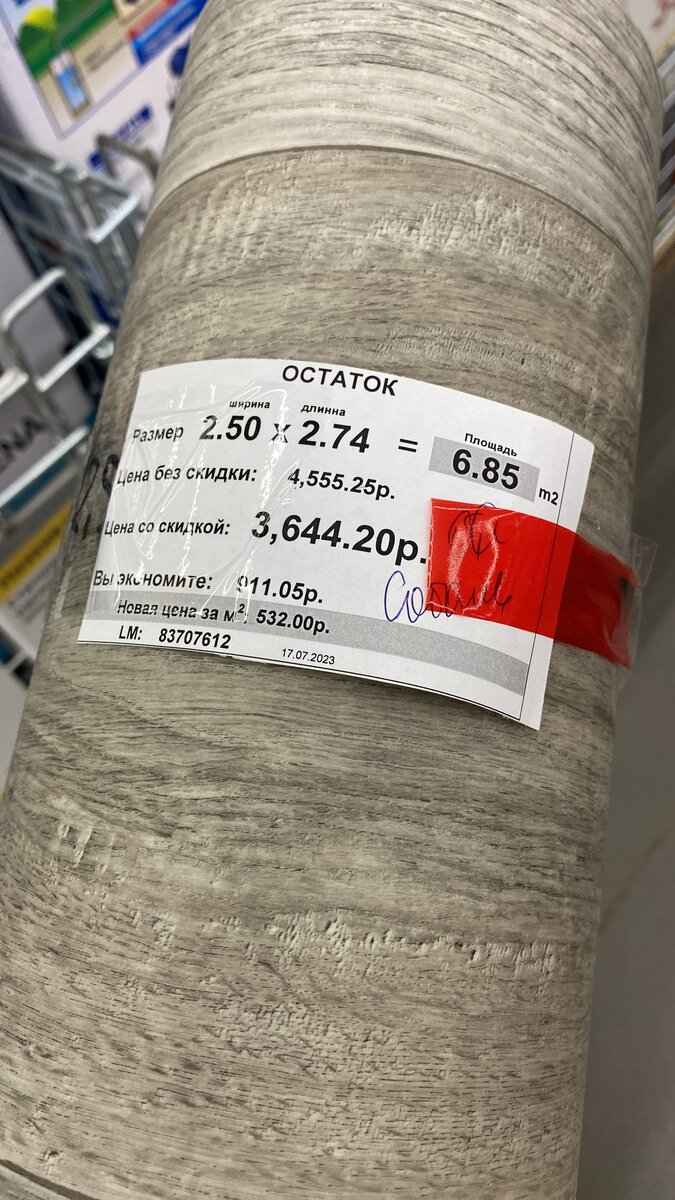 ОСТАТОК
ширина длинна Площадь
Размер 2.50 x 2.74 = 6.85 m2
Цена без скидки: 4,555.25р.
Цена со скидкой: 3,644.20р.
Вы экономите: 911.05р.
Новая цена за м² 532.00р.
LM: 83707612
17.07.2023
ENA